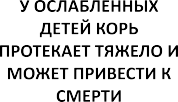 У ОСЛАБЛЕННЫХ
ДЕТЕЙ КОРЬ
ПРОТЕКАЕТ ТЯЖЕЛО И
МОЖЕТ ПРИВЕСТИ К
СМЕРТИ